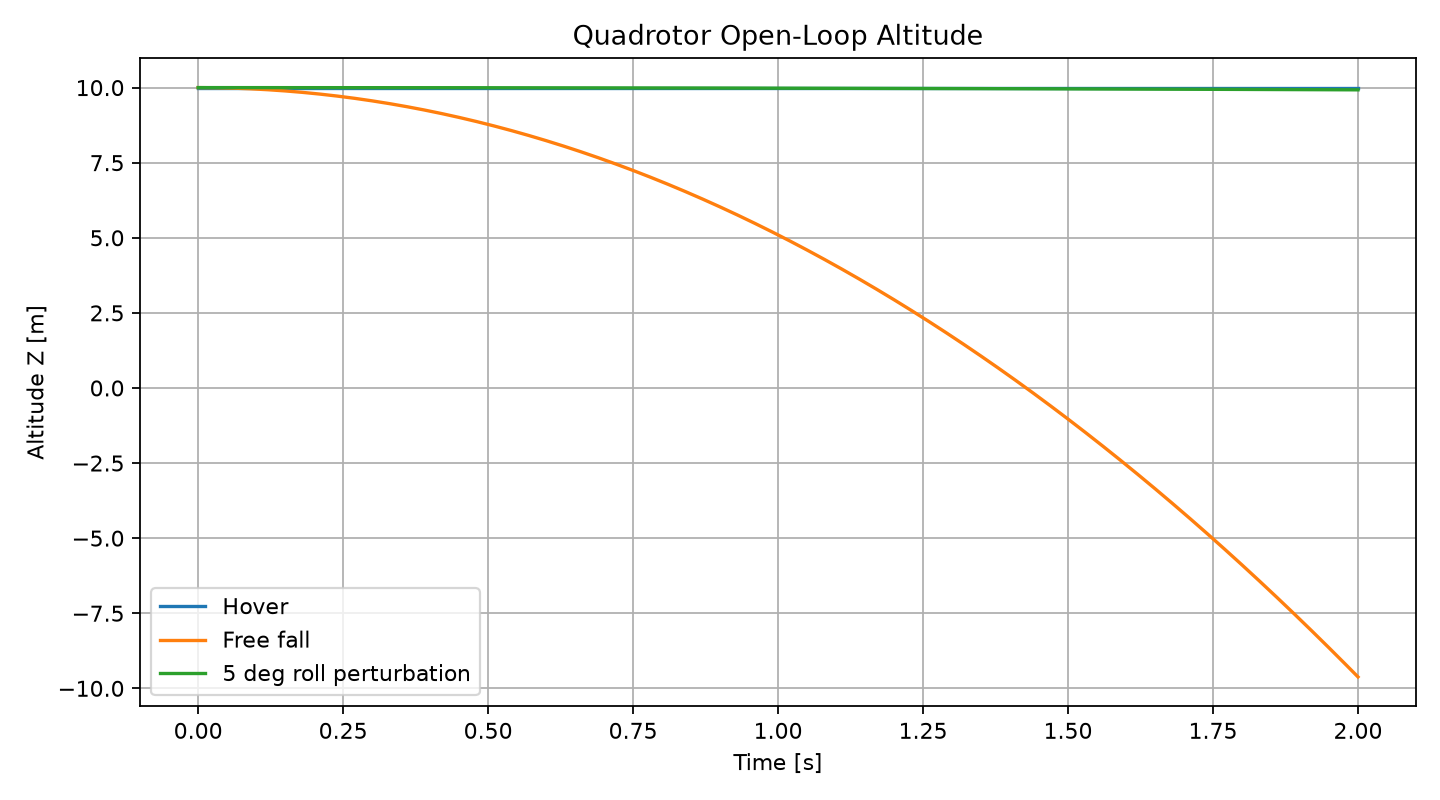 Quadrotor Open-Loop Altitude
Altitude Z [m]
10.0
7.5
5.0
2.5
0.0
−2.5
−5.0
−7.5
−10.0
Hover
Free fall
5 deg roll perturbation
0.00 0.25 0.50 0.75 1.00 1.25 1.50 1.75 2.00
Time [s]